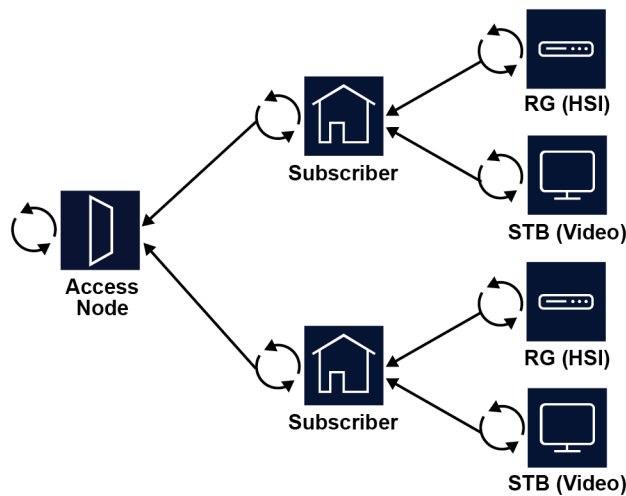 RG (HSI)
Subscriber
STB (Video)
Access
Node
RG (HSI)
Subscriber
STB (Video)